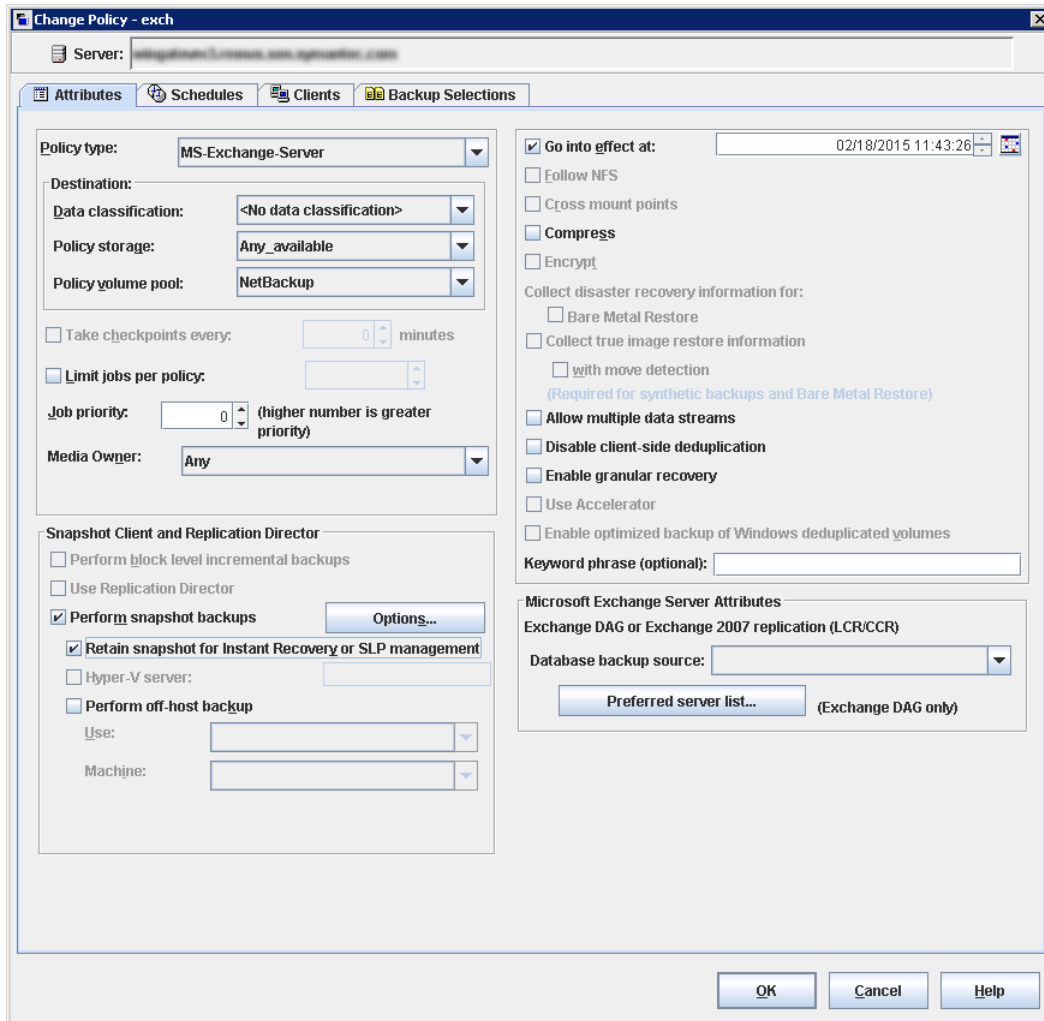 Change Policy - exch
Server:
Attributes
Schedules
Clients
Backup Selections
Policy type:
MS-Exchange-Server
Destination:
Data classification:
<No data classification>
Policy storage:
Any_available
Policy volume pool:
NetBackup
Take checkpoints every:
0
minutes
Limit jobs per policy:
Job priority:
0
(higher number is greater
priority)
Media Owner:
Any
Snapshot Client and Replication Director
Perform block level incremental backups
Use Replication Director
Perform snapshot backups
Options...
Retain snapshot for Instant Recovery or SLP management
Hyper-V server:
Perform off-host backup
Use:
Machine:
Go into effect at:
02/18/2015 11:43:26
Follow NFS
Cross mount points
Compress
Encrypt
Collect disaster recovery information for:
Bare Metal Restore
Collect true image restore information
with move detection
(Required for synthetic backups and Bare Metal Restore)
Allow multiple data streams
Disable client-side deduplication
Enable granular recovery
Use Accelerator
Enable optimized backup of Windows deduplicated volumes
Keyword phrase (optional):
Microsoft Exchange Server Attributes
Exchange DAG or Exchange 2007 replication (LCR/CCR)
Database backup source:
Preferred server list...
(Exchange DAG only)
OK
Cancel
Help